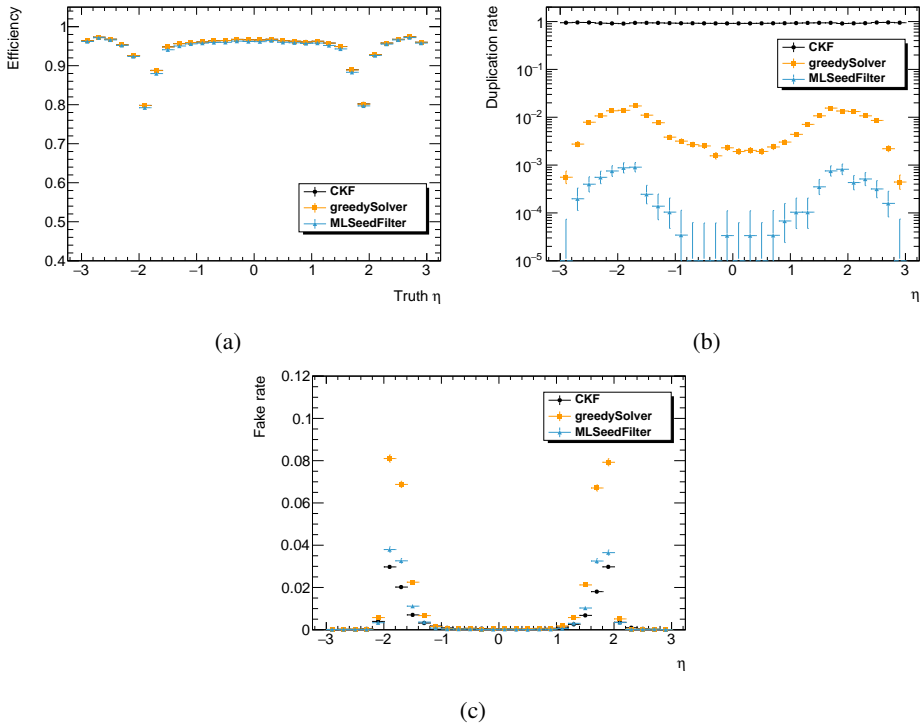 Efficiency
1
0.9
0.8
0.7
0.6
0.5
0.4
CKF
greedySolver
MLSeedFilter
−3 −2 −1 0 1 2 3
Truth η
(a)
Duplication rate
1
10⁻¹
10⁻²
10⁻³
10⁻⁴
10⁻⁵
CKF
greedySolver
MLSeedFilter
−3 −2 −1 0 1 2 3
η
(b)
Fake rate
0.12
0.1
0.08
0.06
0.04
0.02
0
CKF
greedySolver
MLSeedFilter
−3 −2 −1 0 1 2 3
η
(c)